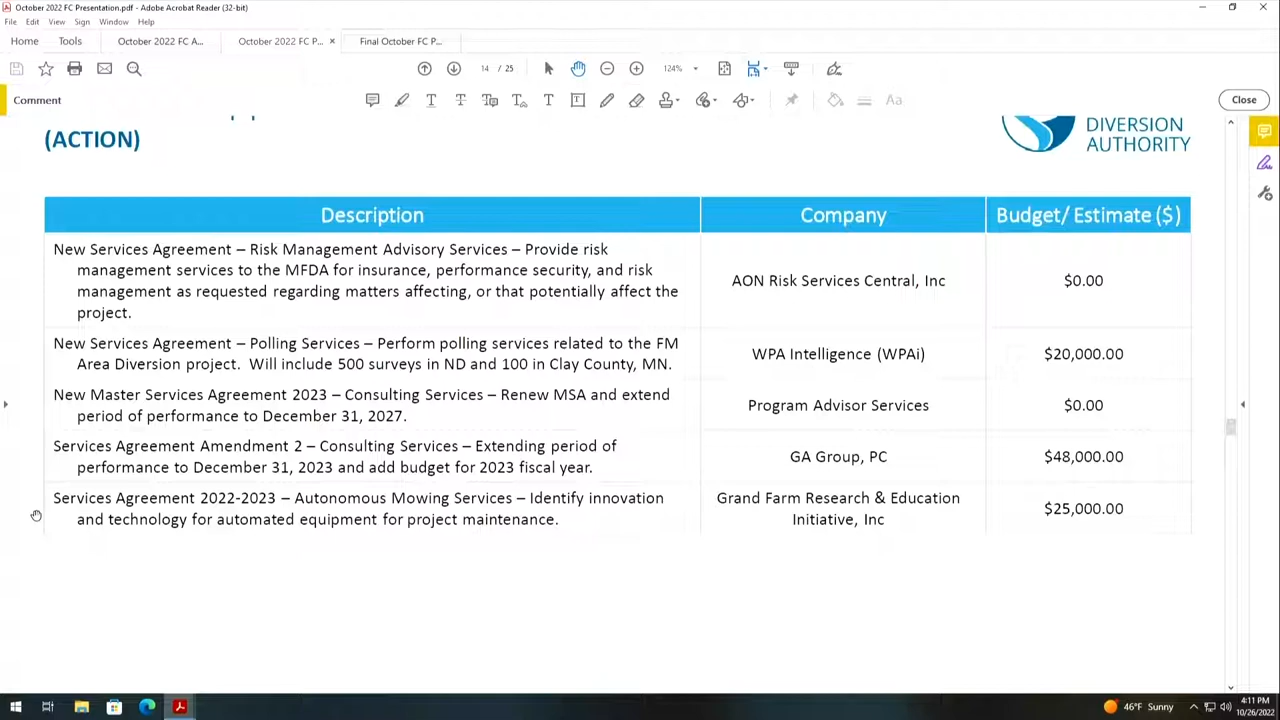 October 2022 FC Presentation.pdf - Adobe Acrobat Reader (32-bit)
File Edit View Sign Window Help
Home Tools October 2022 FC A... October 2022 FC P... × Final October FC P...
14 / 25 124%
Comment
Close
(ACTION)
DIVERSION
AUTHORITY
Description Company Budget/ Estimate ($)
New Services Agreement – Risk Management Advisory Services – Provide risk
management services to the MFDA for insurance, performance security, and risk
management as requested regarding matters affecting, or that potentially affect the
project.
AON Risk Services Central, Inc
$0.00
New Services Agreement – Polling Services – Perform polling services related to the FM
Area Diversion project. Will include 500 surveys in ND and 100 in Clay County, MN.
WPA Intelligence (WPAi)
$20,000.00
New Master Services Agreement 2023 – Consulting Services – Renew MSA and extend
period of performance to December 31, 2027.
Program Advisor Services
$0.00
Services Agreement Amendment 2 – Consulting Services – Extending period of
performance to December 31, 2023 and add budget for 2023 fiscal year.
GA Group, PC
$48,000.00
Services Agreement 2022-2023 – Autonomous Mowing Services – Identify innovation
and technology for automated equipment for project maintenance.
Grand Farm Research & Education
Initiative, Inc
$25,000.00
46°F Sunny
4:11 PM
10/26/2022